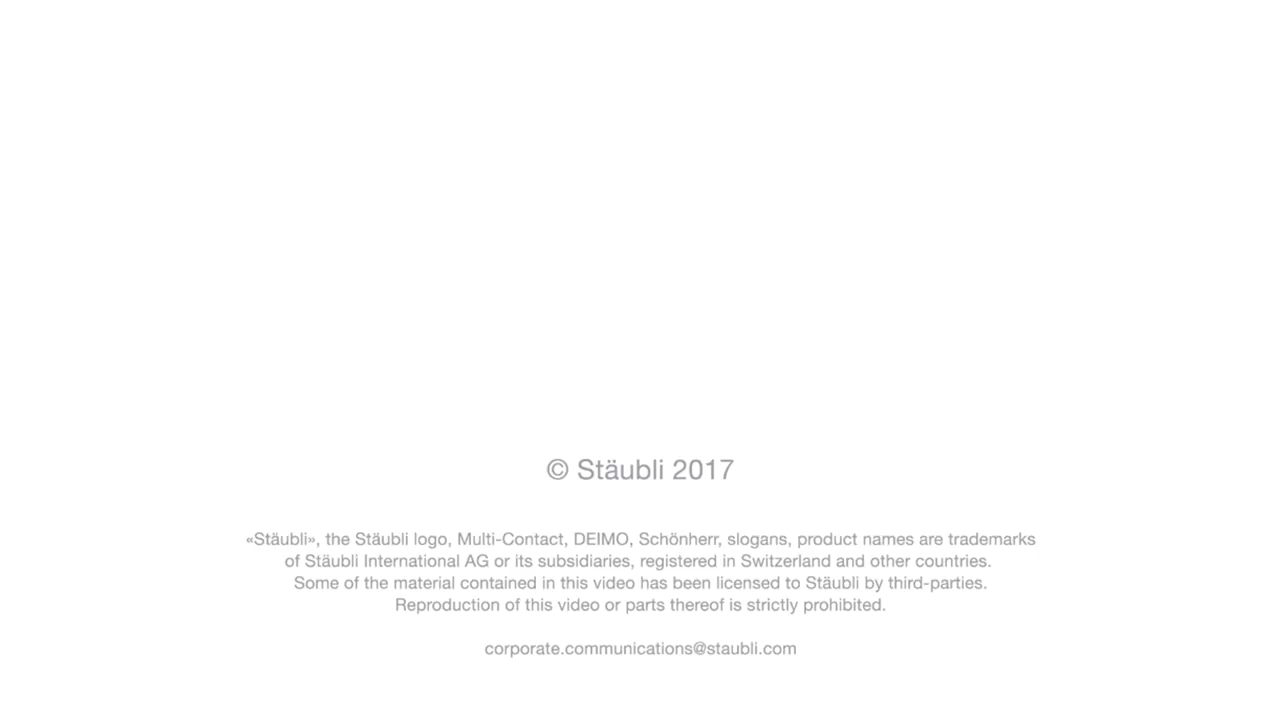 © Stäubli 2017
«Stäubli», the Stäubli logo, Multi-Contact, DEIMO, Schönherr, slogans, product names are trademarks
of Stäubli International AG or its subsidiaries, registered in Switzerland and other countries.
Some of the material contained in this video has been licensed to Stäubli by third-parties.
Reproduction of this video or parts thereof is strictly prohibited.
corporate.communications@staubli.com